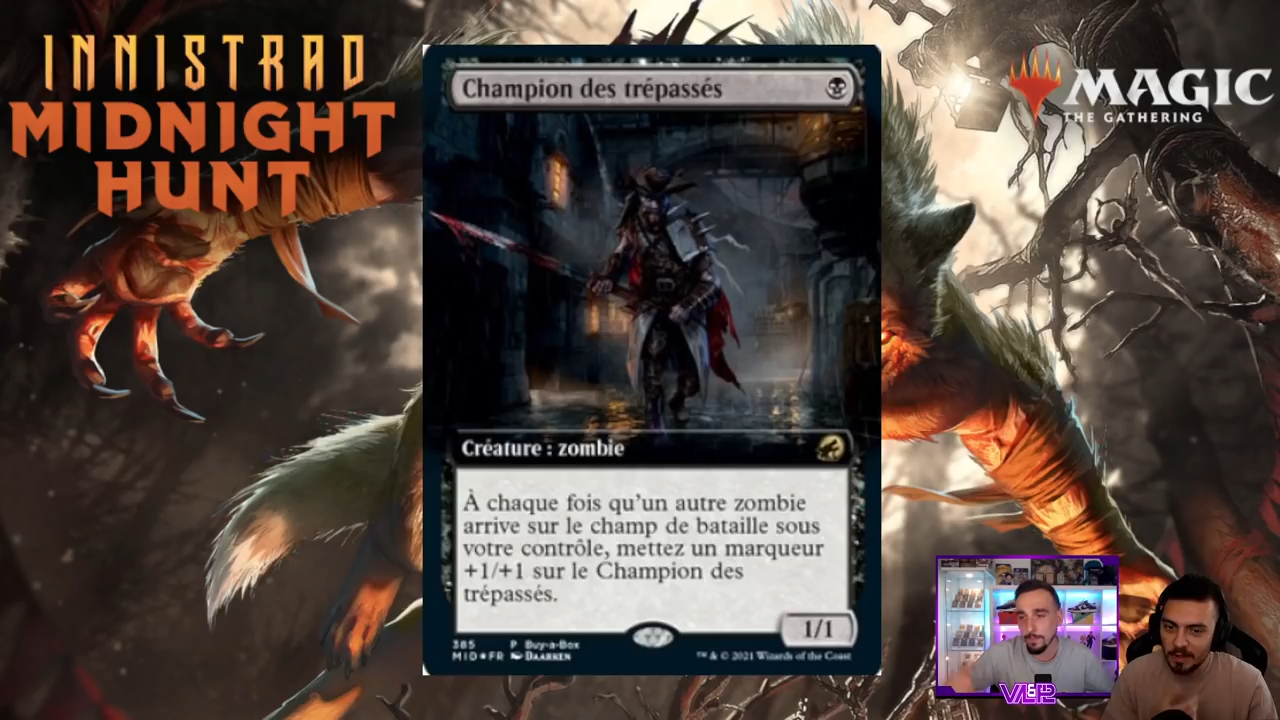 INNISTRAD
MIDNIGHT
HUNT
MAGIC
THE GATHERING
Champion des trépassés
Créature : zombie
À chaque fois qu'un autre zombie
arrive sur le champ de bataille sous
votre contrôle, mettez un marqueur
+1/+1 sur le Champion des
trépassés.
1/1
385 P Buy-a-Box
MID★FR DAARKEN
™ & © 2021 Wizards of the Coast